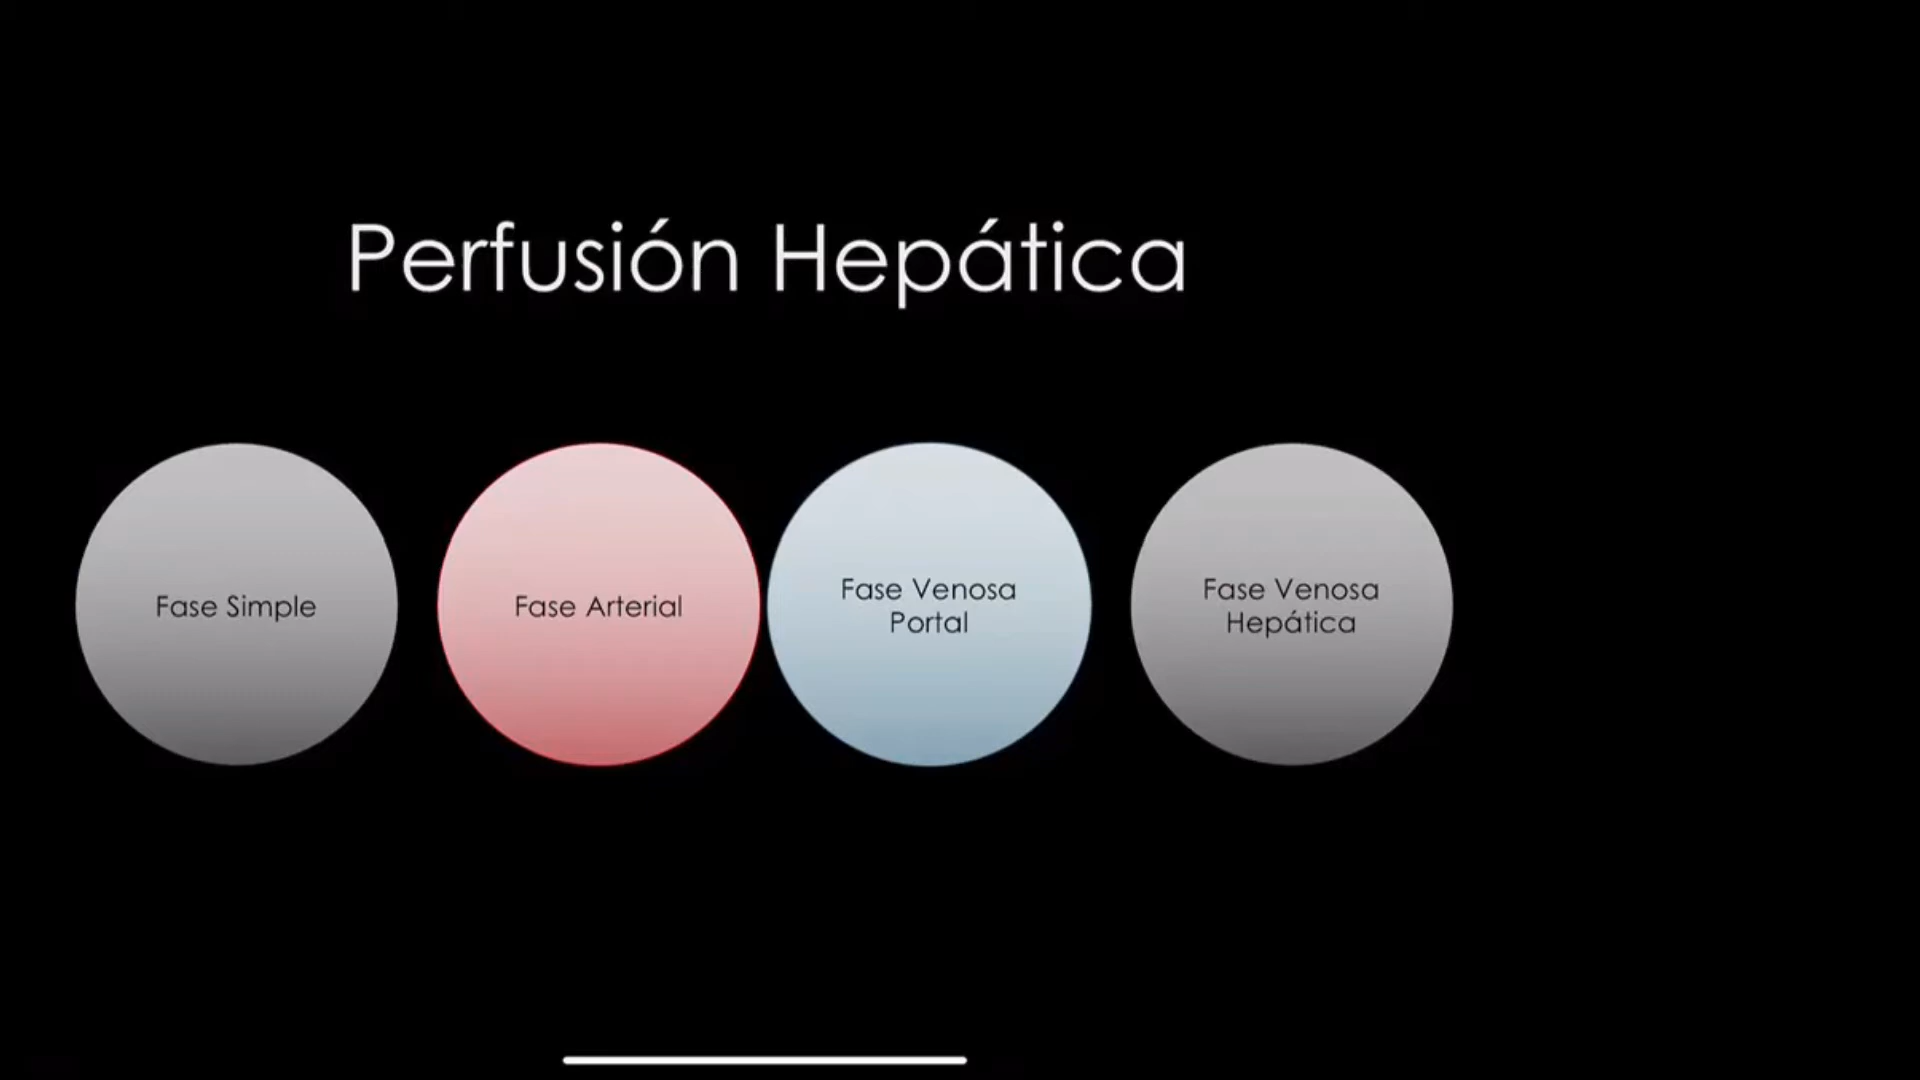 Perfusión Hepática
Fase Simple
Fase Arterial
Fase Venosa
Portal
Fase Venosa
Hepática